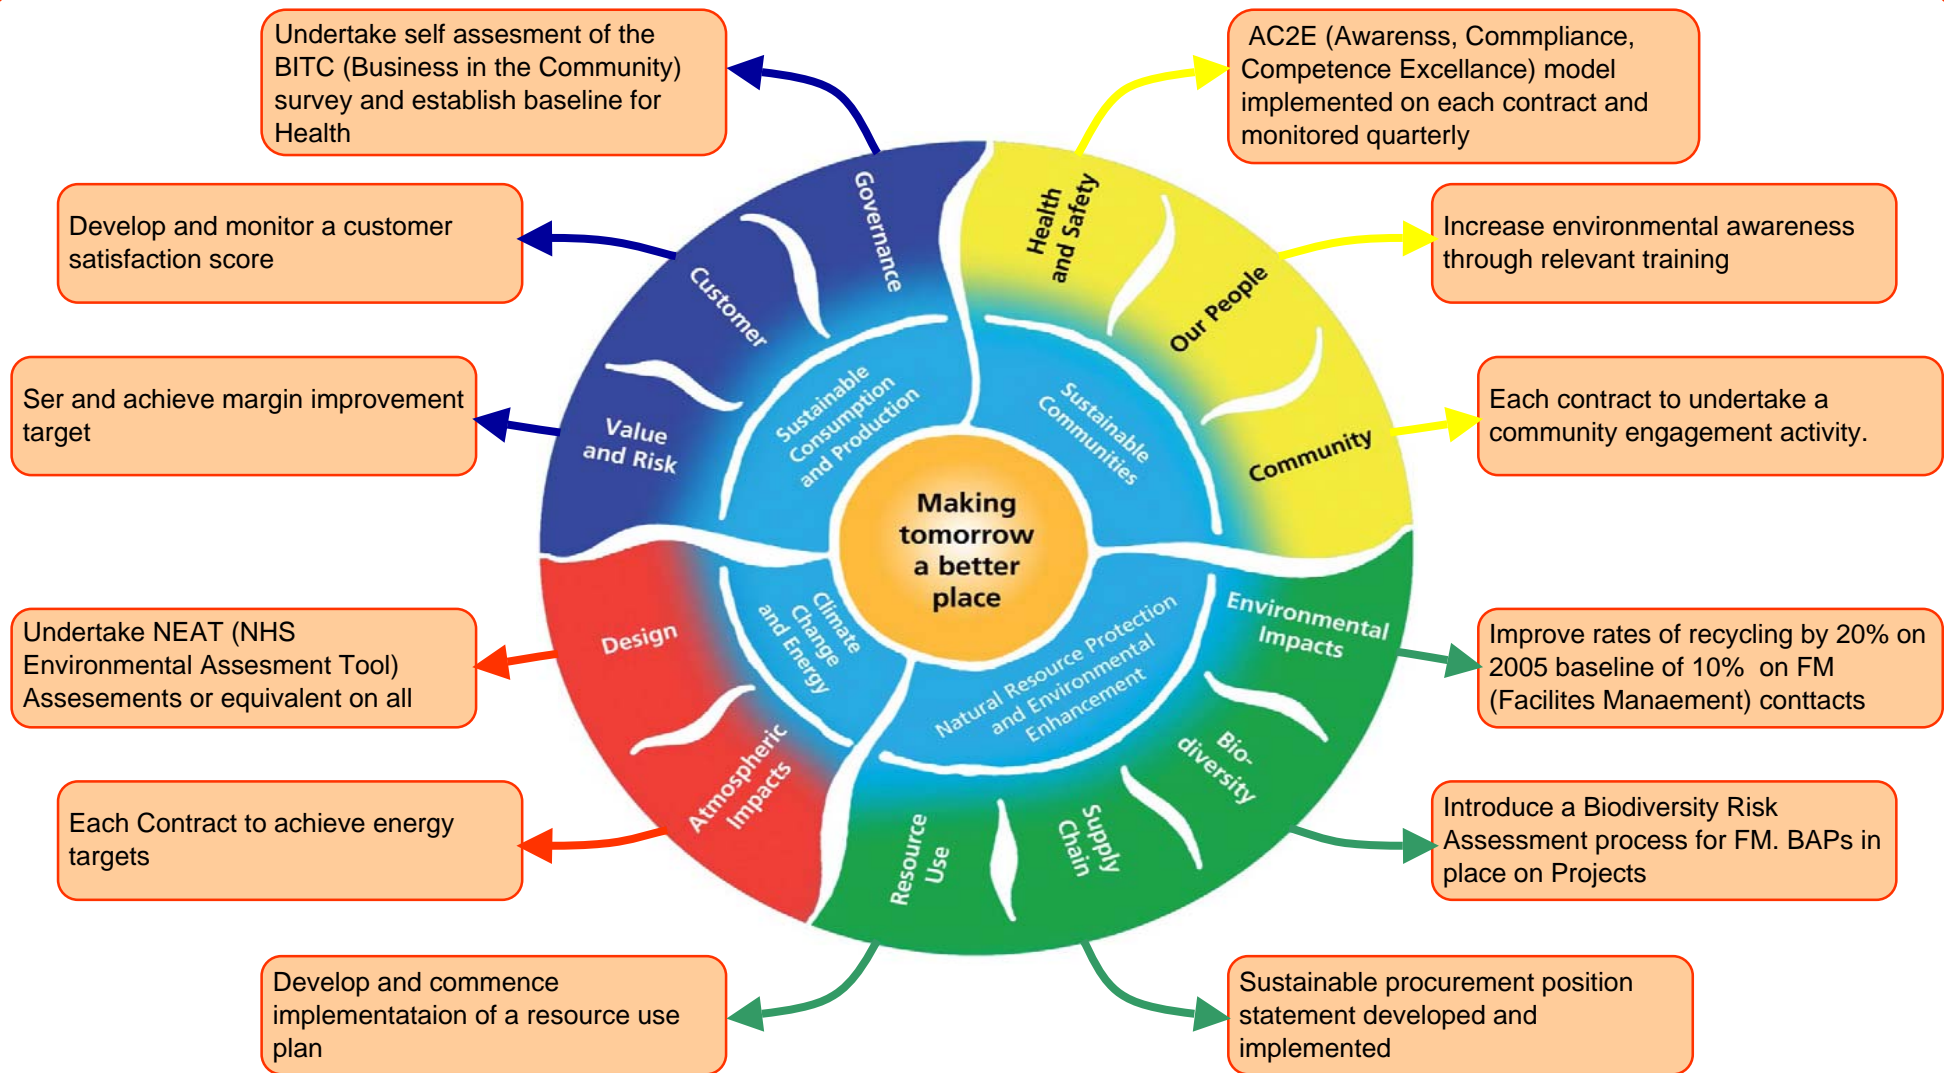 Undertake self assesment of the
BITC (Business in the Community)
survey and establish baseline for
Health
AC2E (Awarenss, Commpliance,
Competence Excellance) model
implemented on each contract and
monitored quarterly
Develop and monitor a customer
satisfaction score
Increase environmental awareness
through relevant training
Ser and achieve margin improvement
target
Each contract to undertake a
community engagement activity.
Undertake NEAT (NHS
Environmental Assesment Tool)
Assesements or equivalent on all
Improve rates of recycling by 20% on
2005 baseline of 10% on FM
(Facilites Manaement) conttacts
Each Contract to achieve energy
targets
Introduce a Biodiversity Risk
Assessment process for FM. BAPs in
place on Projects
Develop and commence
implementataion of a resource use
plan
Sustainable procurement position
statement developed and
implemented
Governance
Customer
Value
and Risk
Health
and Safety
Our People
Community
Design
Atmospheric
Impacts
Environmental
Impacts
Bio-
diversity
Supply
Chain
Resource
Use
Sustainable
Consumption
and Production
Sustainable
Communities
Climate
Change
and Energy
Natural Resource Protection
and Environmental
Enhancement
Making
tomorrow
a better
place